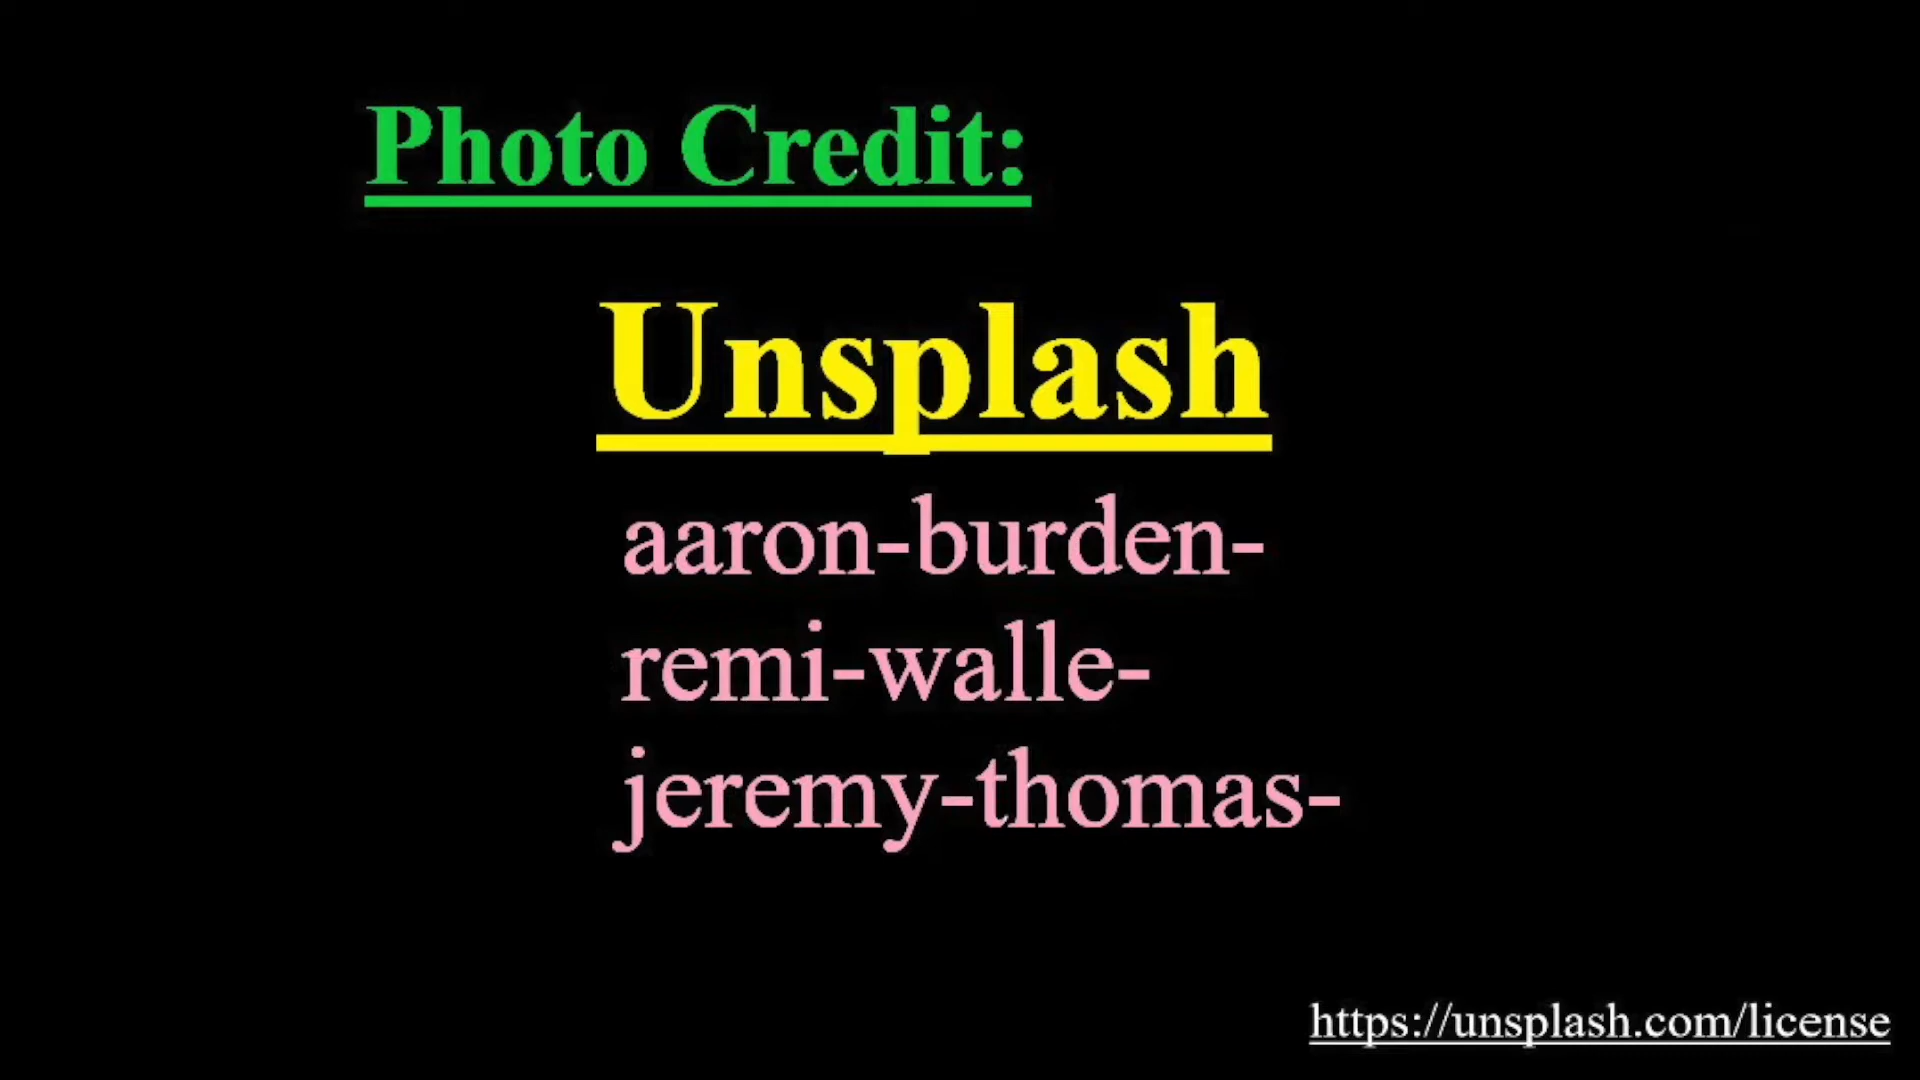 Photo Credit:
Unsplash
aaron-burden-
remi-walle-
jeremy-thomas-
https://unsplash.com/license